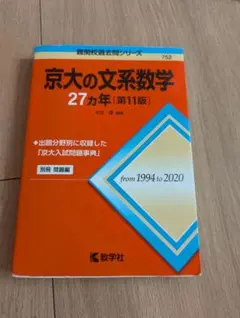 難関校過去問シリーズ
752
京大の文系数学
27カ年[第11版]
編著
●出題分野別に収録した
「京大入試問題事典」
別冊 問題編
from 1994 to 2020
教学社